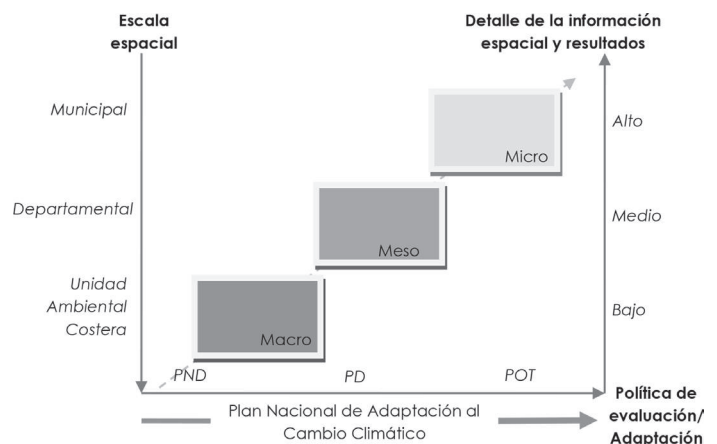 Escala
espacial
Detalle de la información
espacial y resultados
Municipal
Alto
Micro
Departamental
Medio
Meso
Unidad
Ambiental
Costera
Bajo
Macro
PND
PD
POT
Plan Nacional de Adaptación al
Cambio Climático
Política de
evaluación/
Adaptación